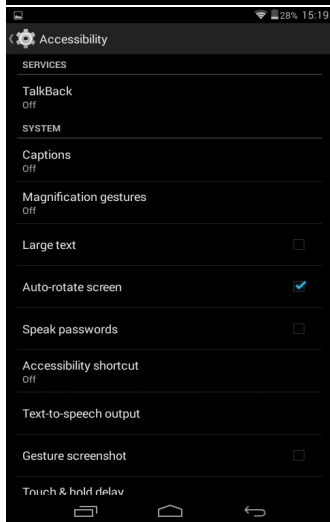 28% 15:19
Accessibility
SERVICES
TalkBack
Off
SYSTEM
Captions
Off
Magnification gestures
Off
Large text
Auto-rotate screen
Speak passwords
Accessibility shortcut
Off
Text-to-speech output
Gesture screenshot
Touch & hold delay